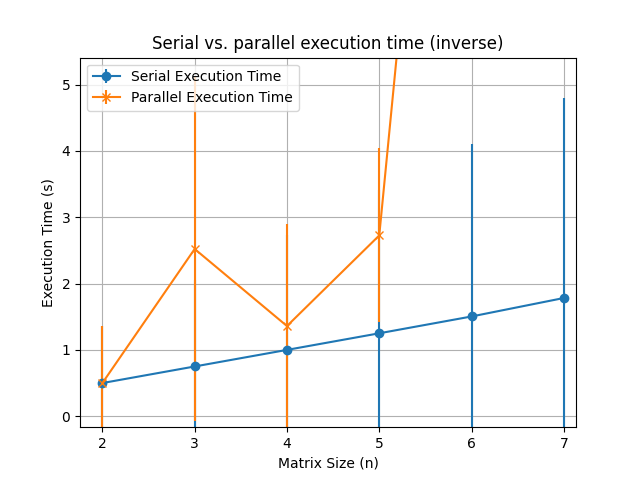 Serial vs. parallel execution time (inverse)
Serial Execution Time
Parallel Execution Time
Execution Time (s)
5
4
3
2
1
0
2 3 4 5 6 7
Matrix Size (n)